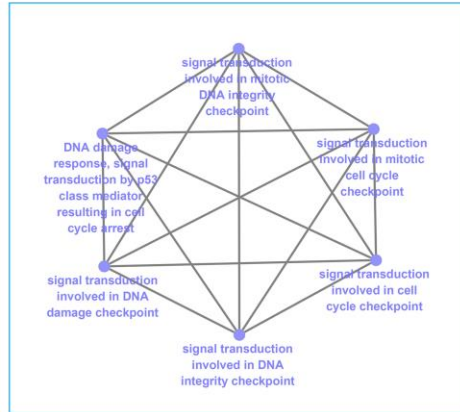 signal transduction
involved in mitotic
DNA integrity
checkpoint
DNA damage
response, signal
transduction by p53
class mediator
resulting in cell
cycle arrest
signal transduction
involved in mitotic
cell cycle
checkpoint
signal transduction
involved in DNA
damage checkpoint
signal transduction
involved in cell
cycle checkpoint
signal transduction
involved in DNA
integrity checkpoint